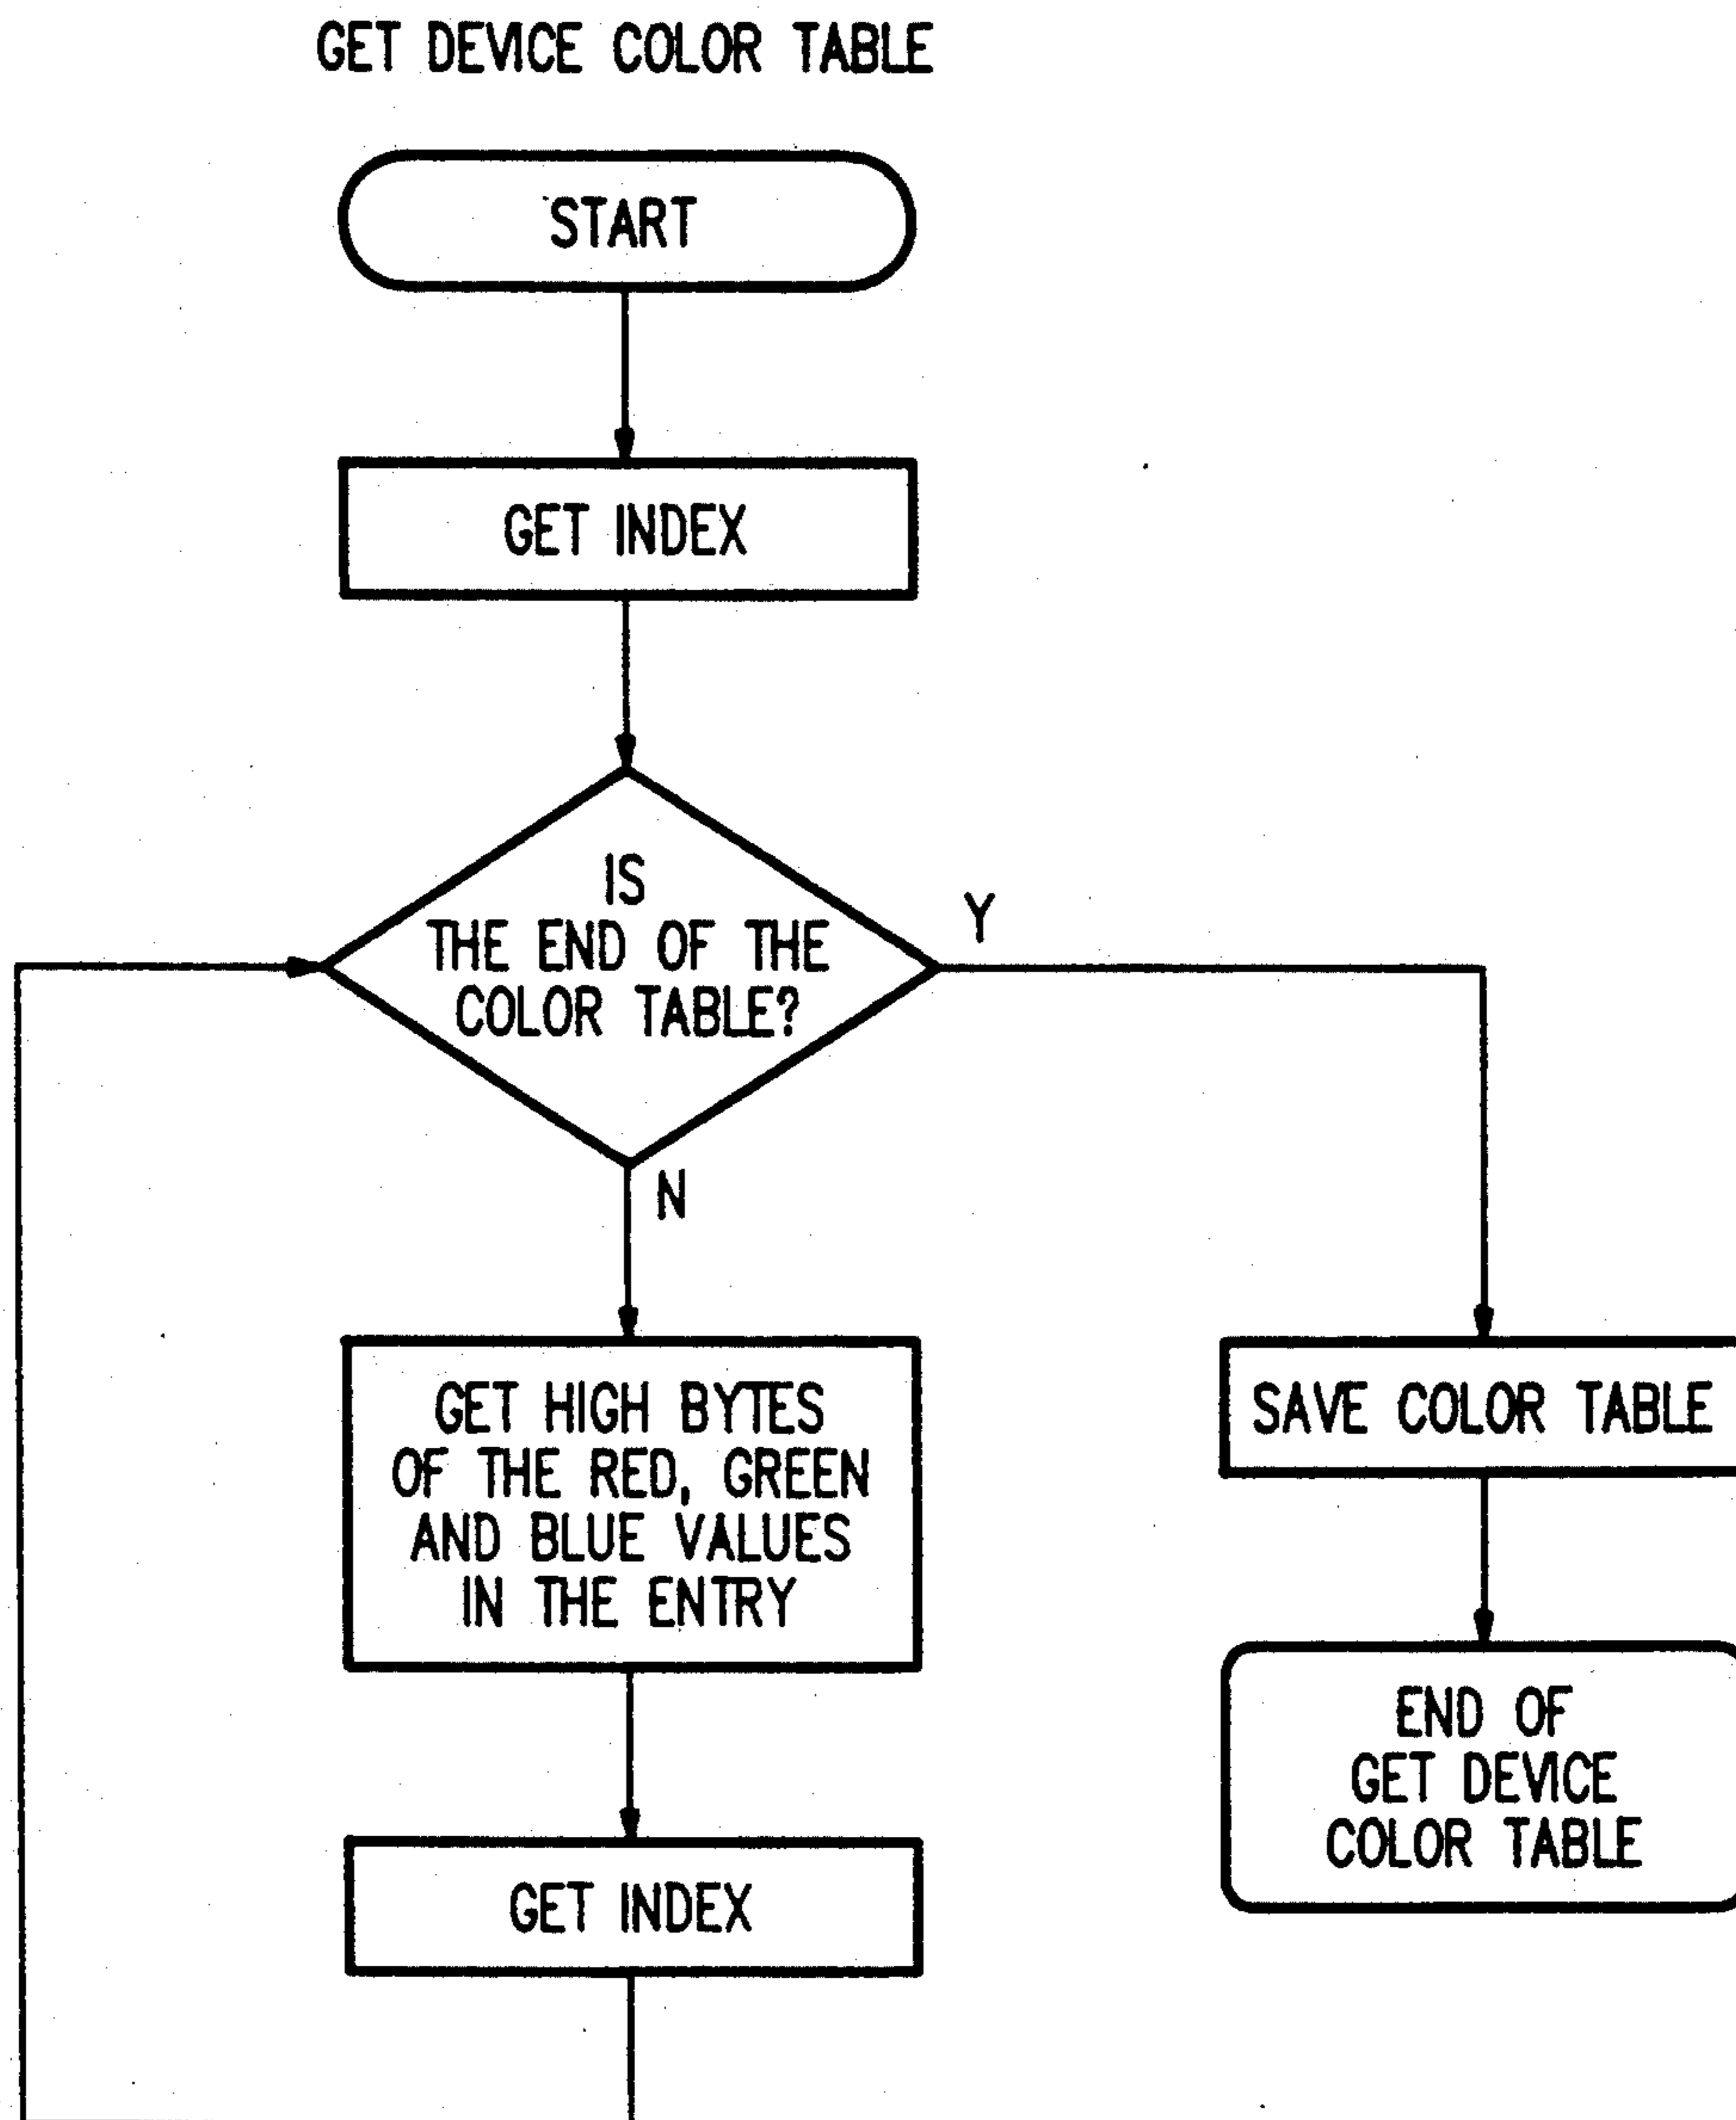 GET DEVICE COLOR TABLE
START
GET INDEX
IS
THE END OF THE
COLOR TABLE?
Y
N
GET HIGH BYTES
OF THE RED, GREEN
AND BLUE VALUES
IN THE ENTRY
GET INDEX
SAVE COLOR TABLE
END OF
GET DEVICE
COLOR TABLE